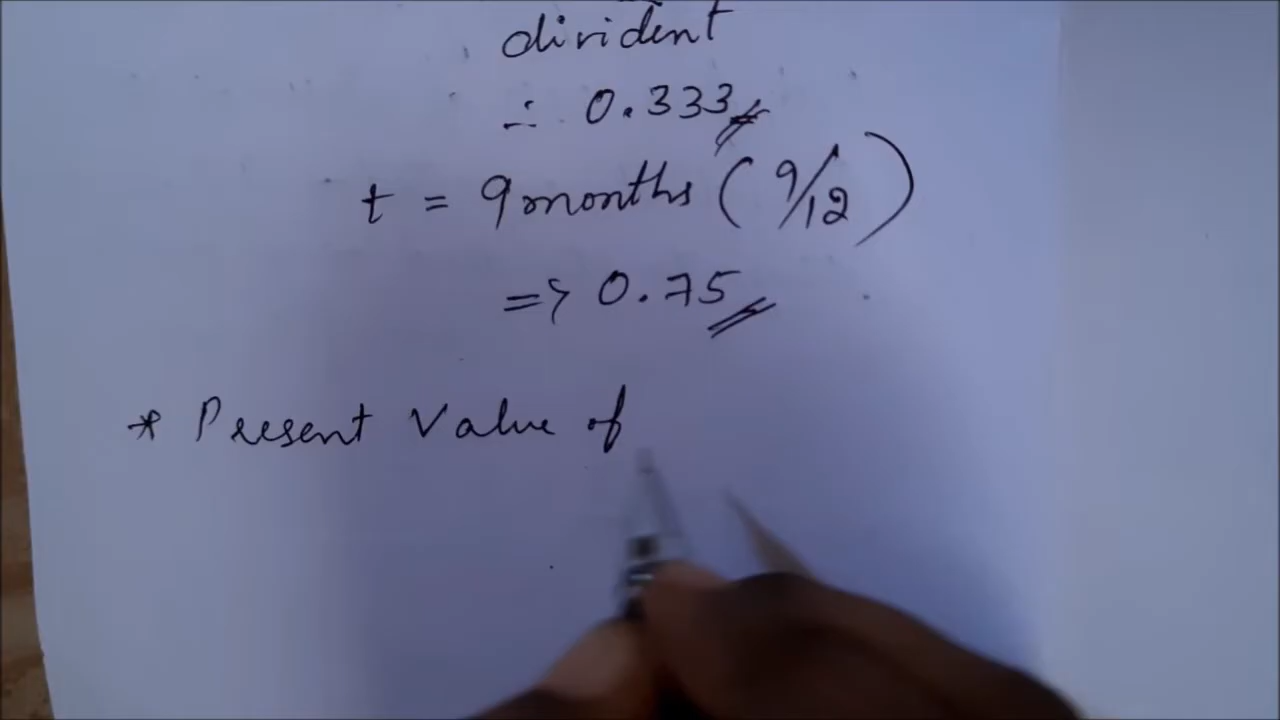 divident
∴ 0.333
t = 9 months (9/12)
=> 0.75
* Present Value of